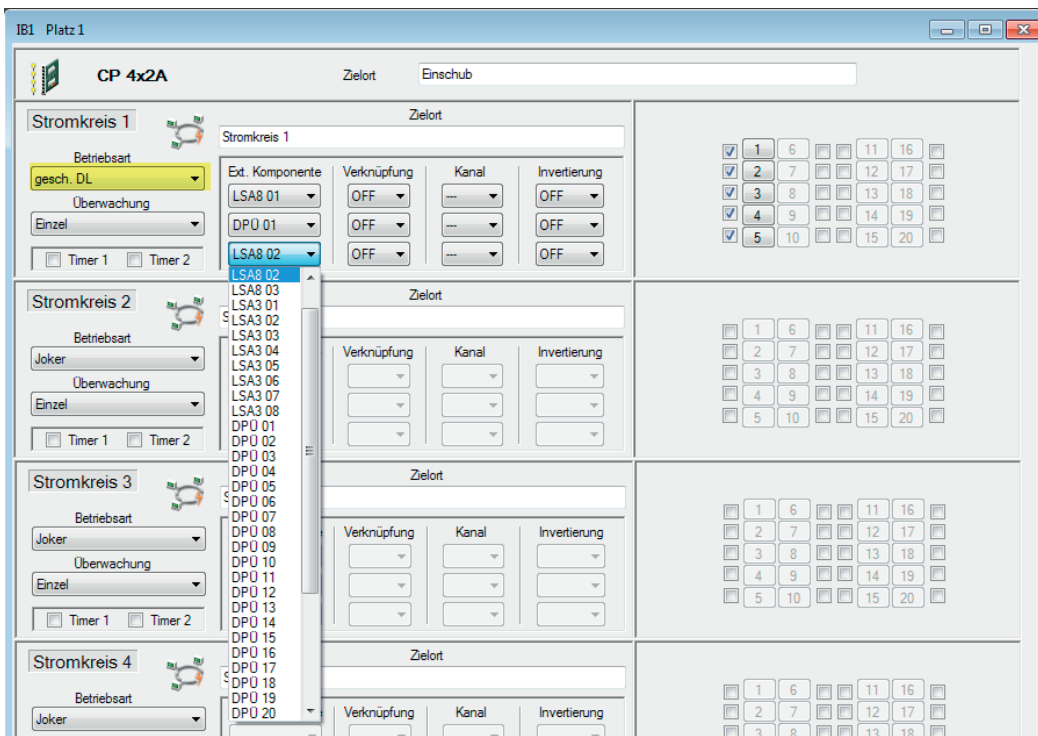 IB1 Platz 1
CP 4x2A Zielort Einschub
Stromkreis 1 Zielort
Stromkreis 1
Betriebsart
gesch. DL
Überwachung
Einzel
Timer 1 Timer 2
Ext. Komponente Verknüpfung Kanal Invertierung
LSA8 01 OFF --- OFF
DPÜ 01 OFF --- OFF
LSA8 02 OFF --- OFF
1 6 11 16
2 7 12 17
3 8 13 18
4 9 14 19
5 10 15 20
LSA8 02
LSA8 03
LSA3 01
LSA3 02
LSA3 03
LSA3 04
LSA3 05
LSA3 06
LSA3 07
LSA3 08
DPÜ 01
DPÜ 02
DPÜ 03
DPÜ 04
DPÜ 05
DPÜ 06
DPÜ 07
DPÜ 08
DPÜ 09
DPÜ 10
DPÜ 11
DPÜ 12
DPÜ 13
DPÜ 14
DPÜ 15
DPÜ 16
DPÜ 17
DPÜ 18
DPÜ 19
DPÜ 20
Stromkreis 2 Zielort
Betriebsart
Joker
Überwachung
Einzel
Timer 1 Timer 2
Verknüpfung Kanal Invertierung
1 6 11 16
2 7 12 17
3 8 13 18
4 9 14 19
5 10 15 20
Stromkreis 3 Zielort
Betriebsart
Joker
Überwachung
Einzel
Timer 1 Timer 2
Verknüpfung Kanal Invertierung
1 6 11 16
2 7 12 17
3 8 13 18
4 9 14 19
5 10 15 20
Stromkreis 4 Zielort
Betriebsart
Joker
Verknüpfung Kanal Invertierung
1 6 11 16
2 7 12 17
3 8 13 18